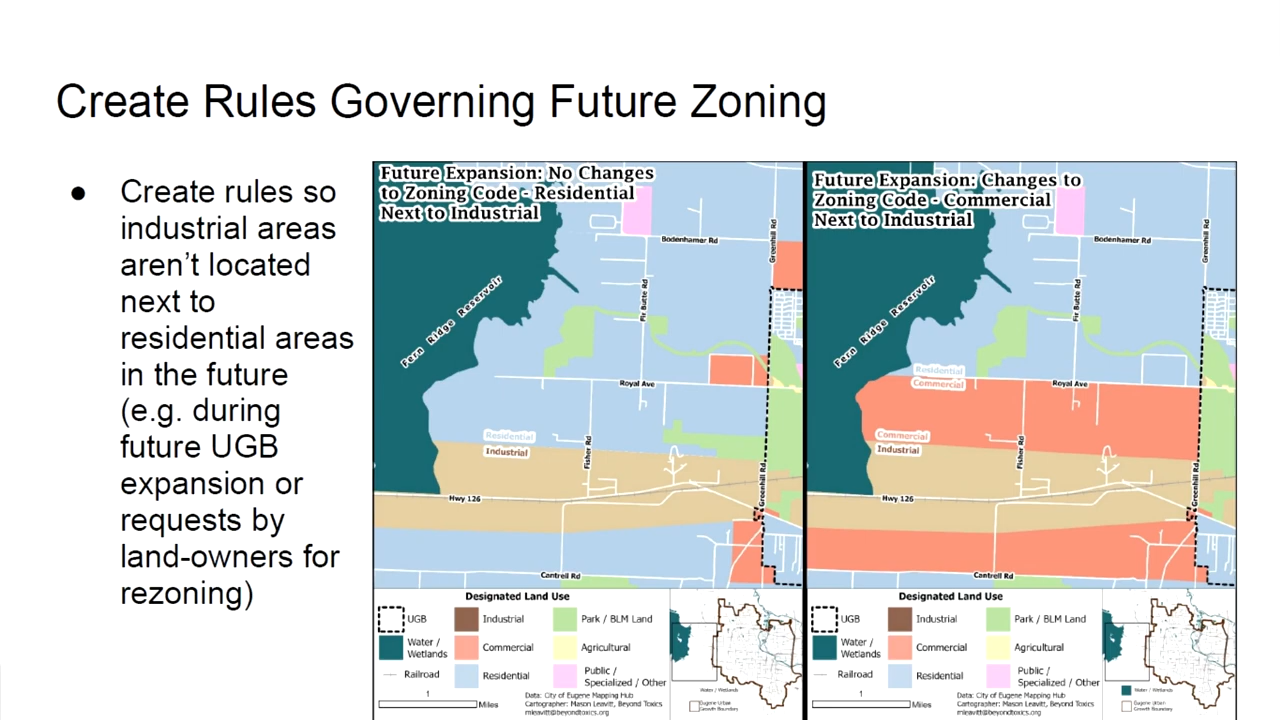 Create Rules Governing Future Zoning
● Create rules so
industrial areas
aren't located
next to
residential areas
in the future
(e.g. during
future UGB
expansion or
requests by
land-owners for
rezoning)
Future Expansion: No Changes
to Zoning Code - Residential
Next to Industrial
Bodenhamer Rd
Greenhill Rd
Fir Butte Rd
Fern Ridge Reservoir
Royal Ave
Residential
Industrial
Fisher Rd
Greenhill Rd
Hwy 126
Cantrell Rd
Designated Land Use
UGB
Industrial
Park / BLM Land
Water /
Wetlands
Commercial
Agricultural
Railroad
Residential
Public /
Specialized / Other
1
Miles
Data: City of Eugene Mapping Hub
Cartographer: Mason Leavitt, Beyond Toxics
mleavitt@beyondtoxics.org
Water / Wetlands
Eugene Urban
Growth Boundary
Future Expansion: Changes to
Zoning Code - Commercial
Next to Industrial
Bodenhamer Rd
Greenhill Rd
Fir Butte Rd
Fern Ridge Reservoir
Residential
Commercial
Royal Ave
Commercial
Industrial
Fisher Rd
Greenhill Rd
Hwy 126
Cantrell Rd
Designated Land Use
UGB
Industrial
Park / BLM Land
Water /
Wetlands
Commercial
Agricultural
Railroad
Residential
Public /
Specialized / Other
1
Miles
Data: City of Eugene Mapping Hub
Cartographer: Mason Leavitt, Beyond Toxics
mleavitt@beyondtoxics.org
Water / Wetlands
Eugene Urban
Growth Boundary